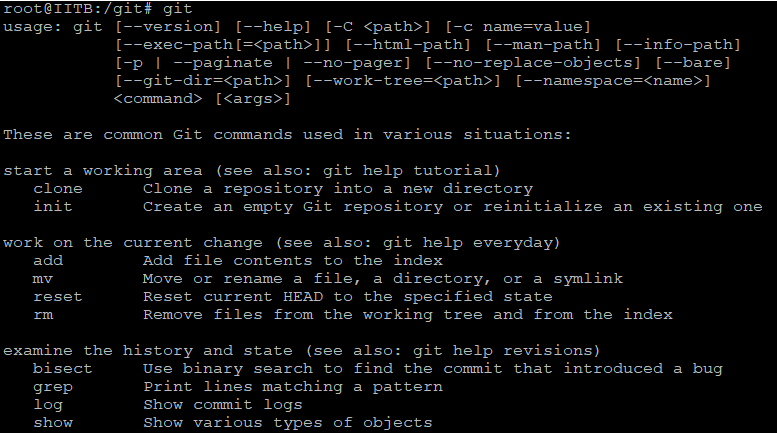 root@IITB:/git# git
usage: git [--version] [--help] [-C <path>] [-c name=value]
           [--exec-path[=<path>]] [--html-path] [--man-path] [--info-path]
           [-p | --paginate | --no-pager] [--no-replace-objects] [--bare]
           [--git-dir=<path>] [--work-tree=<path>] [--namespace=<name>]
           <command> [<args>]

These are common Git commands used in various situations:

start a working area (see also: git help tutorial)
   clone      Clone a repository into a new directory
   init       Create an empty Git repository or reinitialize an existing one

work on the current change (see also: git help everyday)
   add        Add file contents to the index
   mv         Move or rename a file, a directory, or a symlink
   reset      Reset current HEAD to the specified state
   rm         Remove files from the working tree and from the index

examine the history and state (see also: git help revisions)
   bisect     Use binary search to find the commit that introduced a bug
   grep       Print lines matching a pattern
   log        Show commit logs
   show       Show various types of objects